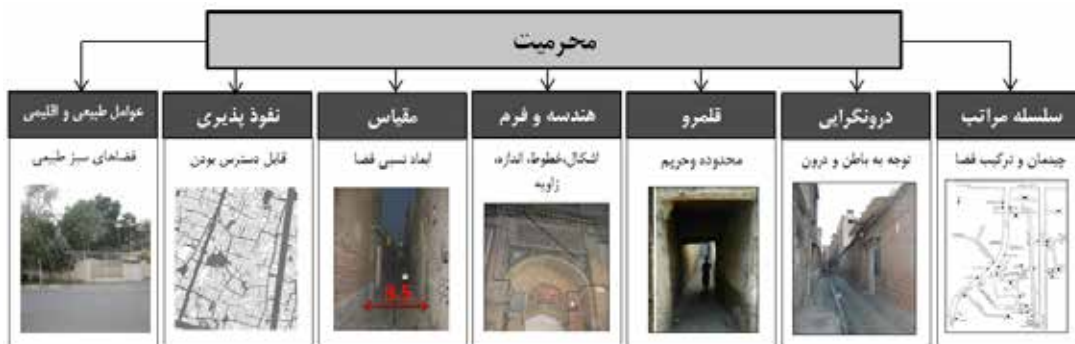 محرمیت
سلسله مراتب
چیدمان و ترکیب فضا
درونگرایی
توجه به باطن و درون
قلمرو
محدوده وحریم
هندسه و فرم
اشکال،خطوط، اندازه،
زاویه
مقیاس
ابعاد نسبی فضا
نفوذ پذیری
قابل دسترس بودن
عوامل طبیعی و اقلیمی
فضاهای سبز طبیعی